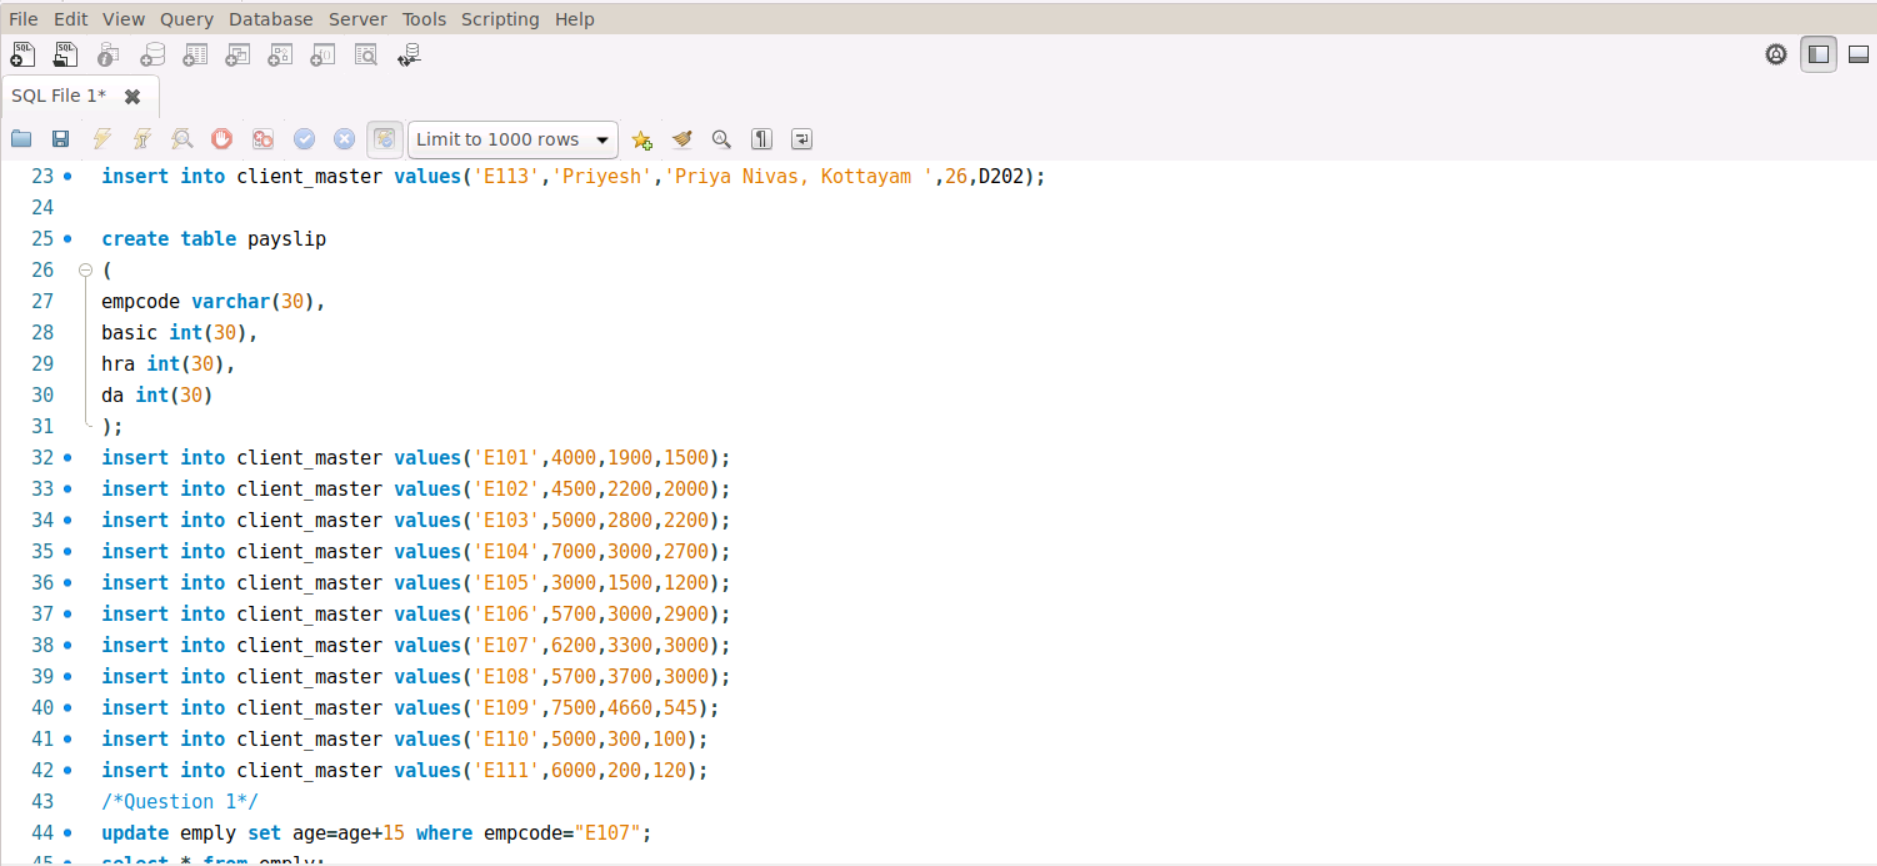 File Edit View Query Database Server Tools Scripting Help
SQL SQL
SQL File 1*
Limit to 1000 rows
23 insert into client_master values('E113','Priyesh','Priya Nivas, Kottayam ',26,D202);
24
25 create table payslip
26 (
27 empcode varchar(30),
28 basic int(30),
29 hra int(30),
30 da int(30)
31 );
32 insert into client_master values('E101',4000,1900,1500);
33 insert into client_master values('E102',4500,2200,2000);
34 insert into client_master values('E103',5000,2800,2200);
35 insert into client_master values('E104',7000,3000,2700);
36 insert into client_master values('E105',3000,1500,1200);
37 insert into client_master values('E106',5700,3000,2900);
38 insert into client_master values('E107',6200,3300,3000);
39 insert into client_master values('E108',5700,3700,3000);
40 insert into client_master values('E109',7500,4660,545);
41 insert into client_master values('E110',5000,300,100);
42 insert into client_master values('E111',6000,200,120);
43 /*Question 1*/
44 update emply set age=age+15 where empcode="E107";
45 select * from emply;